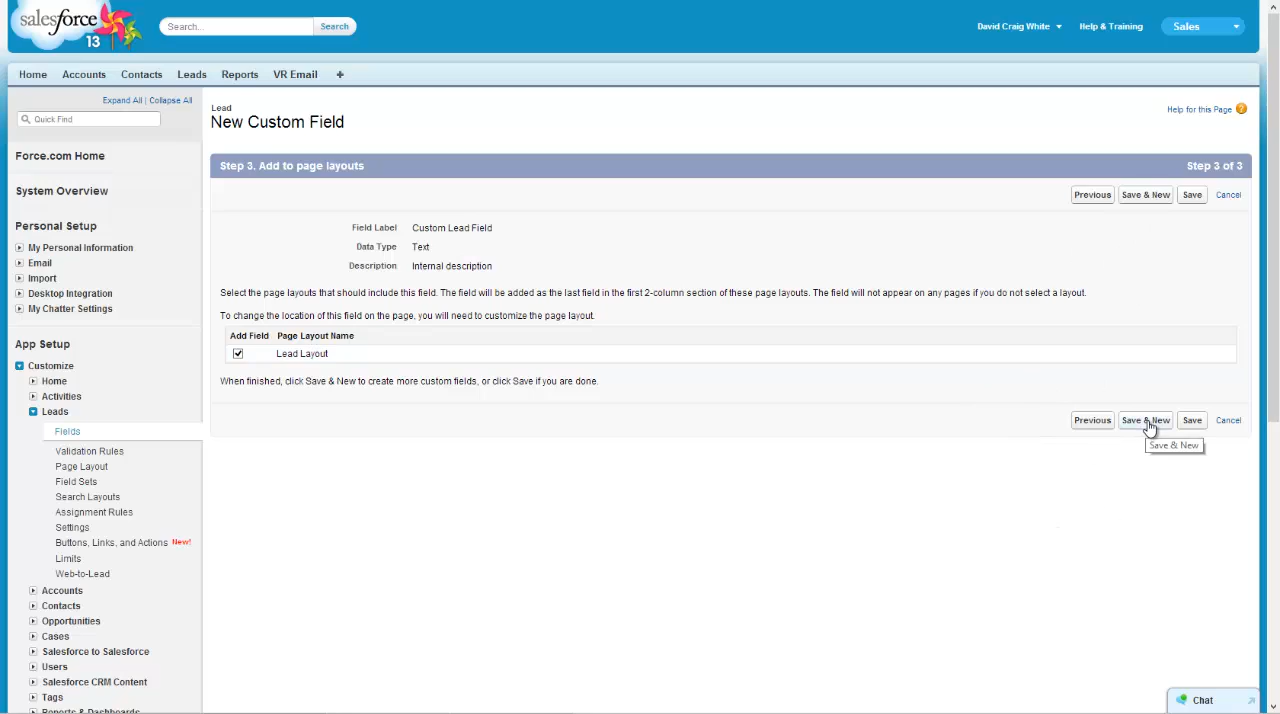 salesforce
13
Search...
Search
David Craig White
Help & Training
Sales
Home
Accounts
Contacts
Leads
Reports
VR Email
+
Expand All | Collapse All
Quick Find
Force.com Home
System Overview
Personal Setup
My Personal Information
Email
Import
Desktop Integration
My Chatter Settings
App Setup
Customize
Home
Activities
Leads
Fields
Validation Rules
Page Layout
Field Sets
Search Layouts
Assignment Rules
Settings
Buttons, Links, and Actions New!
Limits
Web-to-Lead
Accounts
Contacts
Opportunities
Cases
Salesforce to Salesforce
Users
Salesforce CRM Content
Tags
Reports & Dashboards
Lead
New Custom Field
Help for this Page ?
Step 3. Add to page layouts
Step 3 of 3
Previous
Save & New
Save
Cancel
Field Label Custom Lead Field
Data Type Text
Description Internal description
Select the page layouts that should include this field. The field will be added as the last field in the first 2-column section of these page layouts. The field will not appear on any pages if you do not select a layout.
To change the location of this field on the page, you will need to customize the page layout.
Add Field Page Layout Name
Lead Layout
When finished, click Save & New to create more custom fields, or click Save if you are done.
Previous
Save & New
Save
Cancel
Save & New
Chat